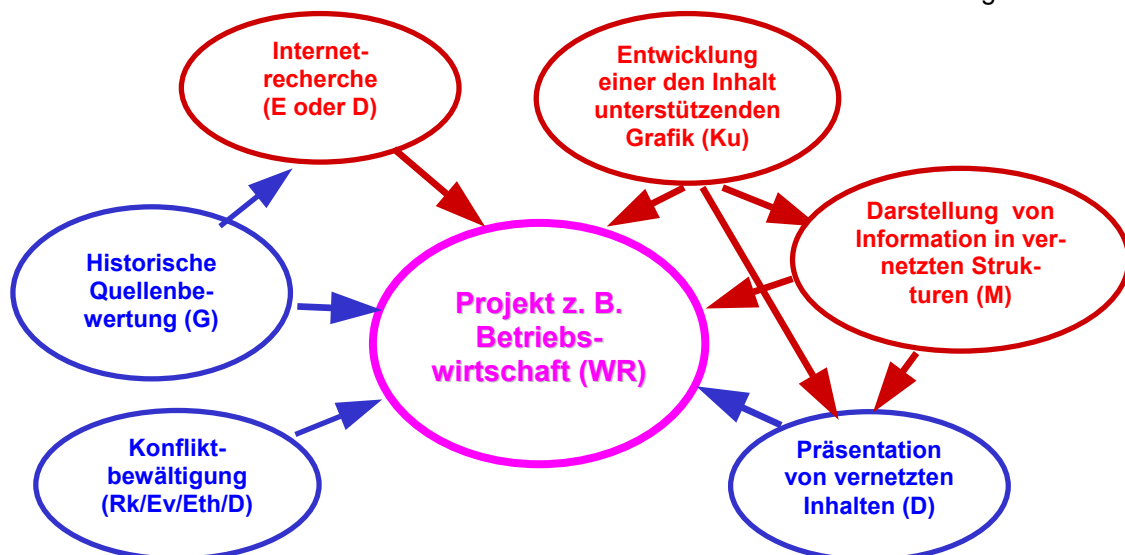 Internet-
recherche
(E oder D)
Entwicklung
einer den Inhalt
unterstützenden
Grafik (Ku)
Historische
Quellenbe-
wertung (G)
Projekt z. B.
Betriebs-
wirtschaft (WR)
Darstellung von
Information in ver-
netzten Struk-
turen (M)
Konflikt-
bewältigung
(Rk/Ev/Eth/D)
Präsentation
von vernetzten
Inhalten (D)